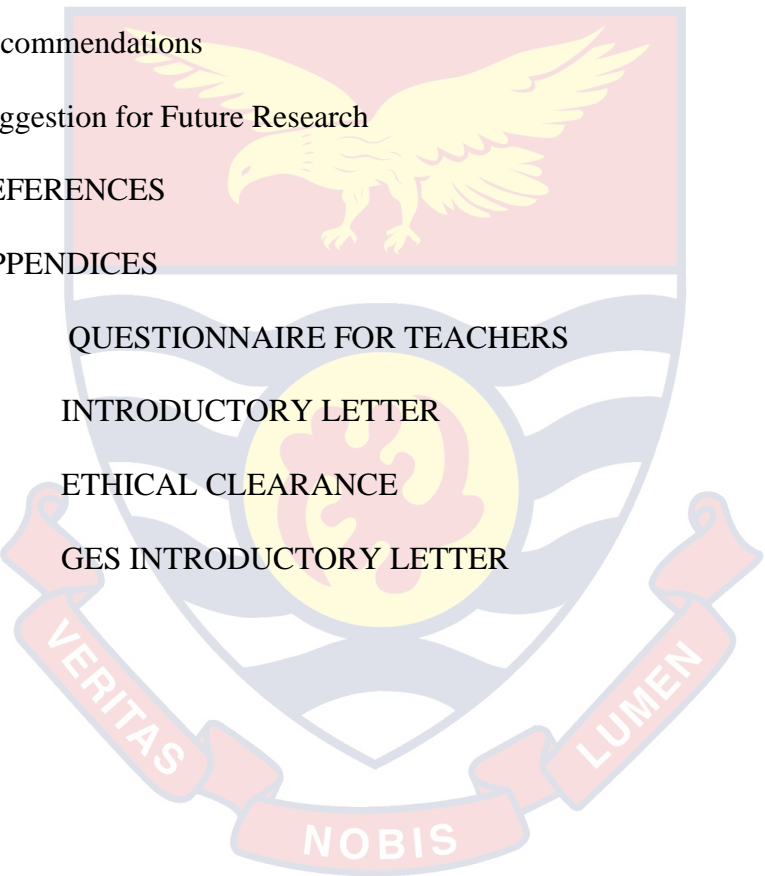 commendations
ggestion for Future Research
EFERENCES
PPENDICES
QUESTIONNAIRE FOR TEACHERS
INTRODUCTORY LETTER
ETHICAL CLEARANCE
GES INTRODUCTORY LETTER
VERITAS
NOBIS
LUMEN